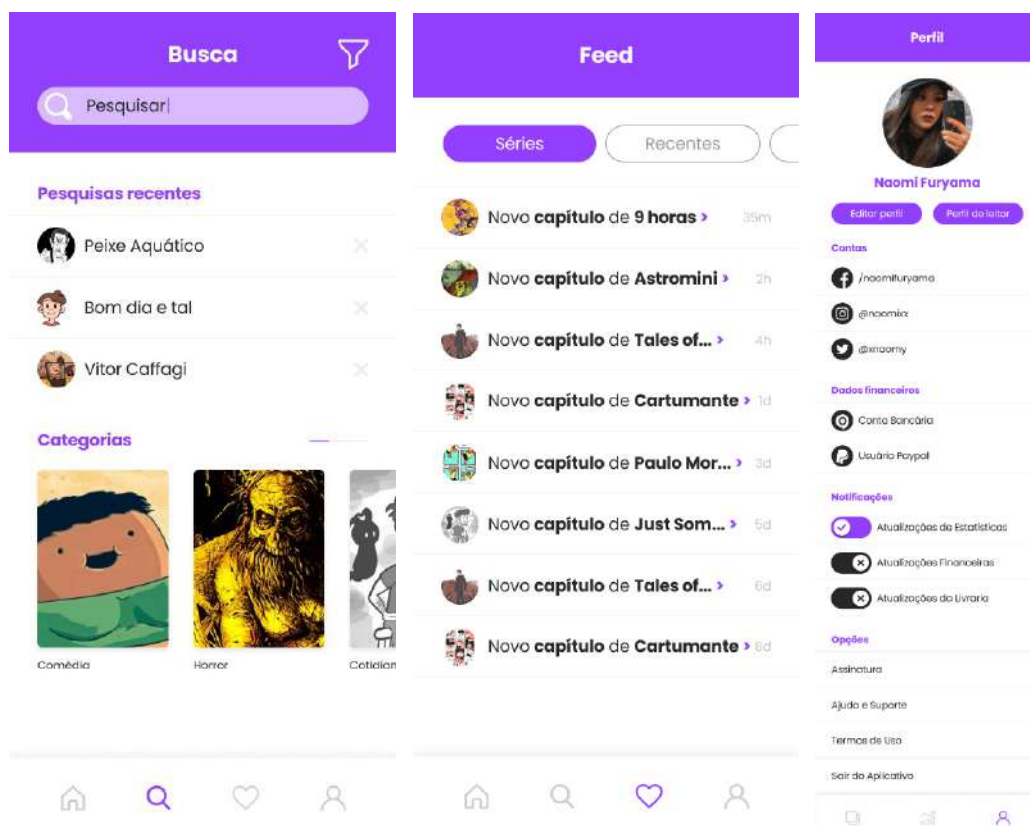 Busca
Pesquisar
Pesquisas recentes
Peixe Aquático
Bom dia e tal
Vitor Caffagi
Categorias
Comédia
Horror
Cotidian
Feed
Séries
Recentes
Novo capítulo de 9 horas > 35m
Novo capítulo de Astromini > 2h
Novo capítulo de Tales of... > 4h
Novo capítulo de Cartumante > 1d
Novo capítulo de Paulo Mor... > 3d
Novo capítulo de Just Som... > 5d
Novo capítulo de Tales of... > 6d
Novo capítulo de Cartumante > 6d
Perfil
Naomi Furyama
Editar perfil
Perfil de leitor
Contas
/naomifuryama
@naomixx
@xnaomy
Dados financeiros
Conta Bancária
Usuário Paypal
Notificações
Atualizações de Estatísticas
Atualizações Financeiras
Atualizações da Livraria
Opções
Assinatura
Ajuda e Suporte
Termos de Uso
Sair do Aplicativo